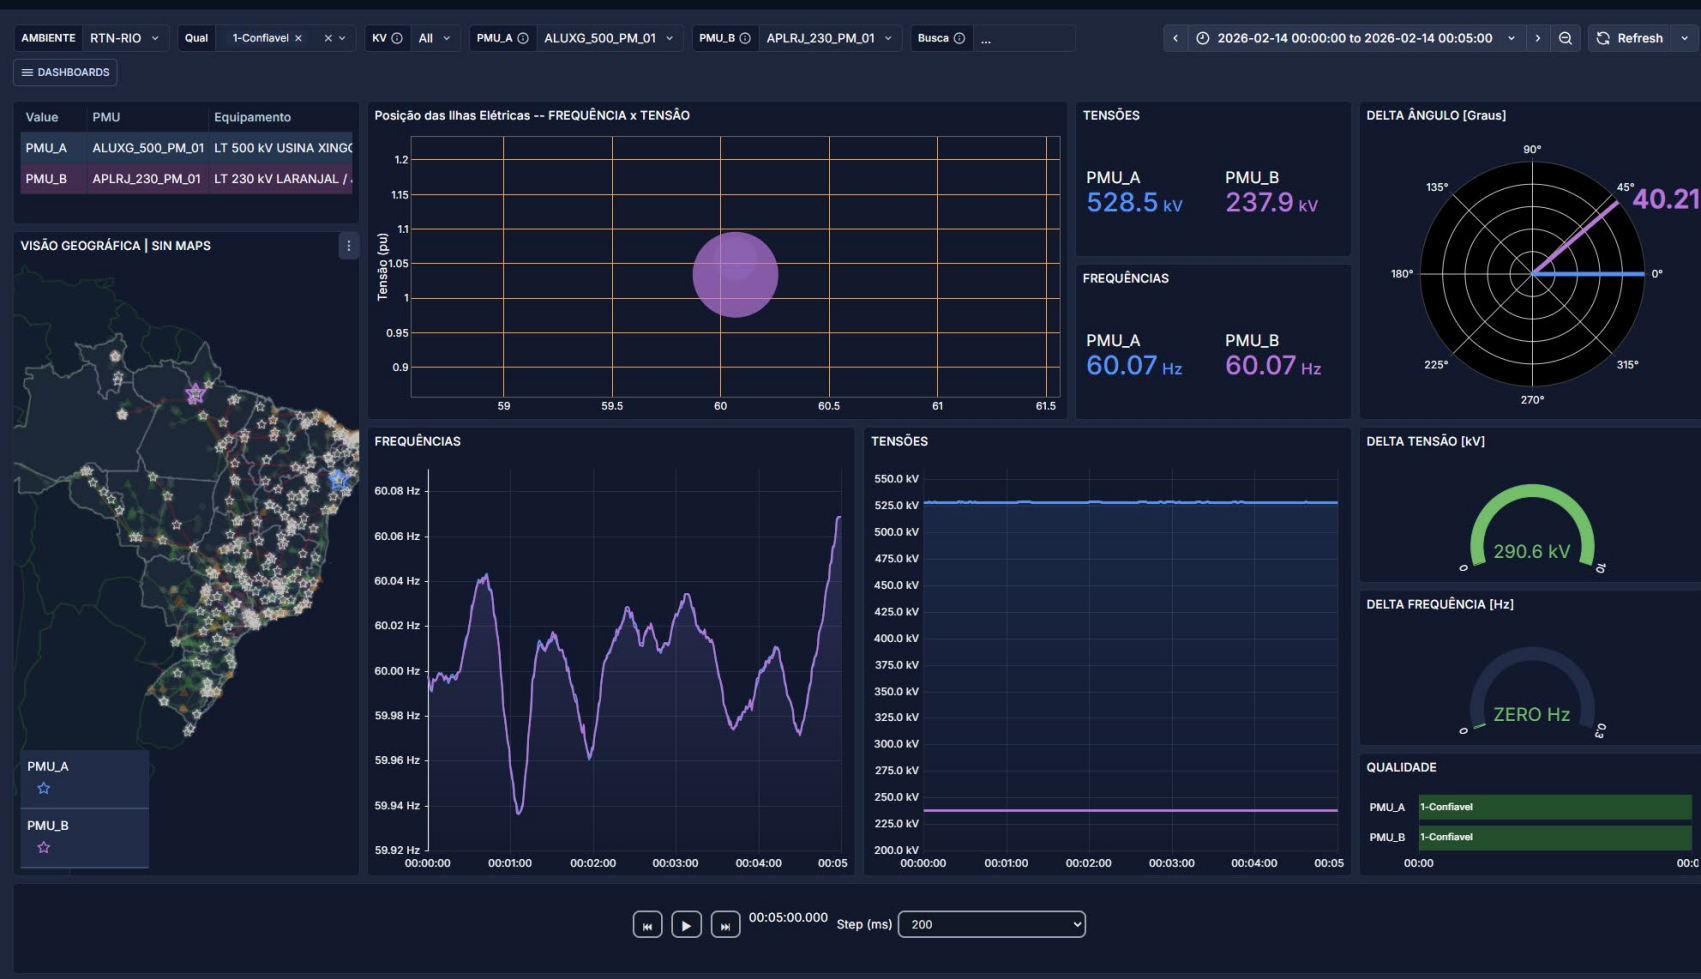 AMBIENTE RTN-RIO Qual 1-Confiavel × × KV All PMU_A ALUXG_500_PM_01 PMU_B APLRJ_230_PM_01 Busca ... 2026-02-14 00:00:00 to 2026-02-14 00:05:00 Refresh
DASHBOARDS
Value PMU Equipamento
PMU_A ALUXG_500_PM_01 LT 500 kV USINA XINGO
PMU_B APLRJ_230_PM_01 LT 230 kV LARANJAL /
VISÃO GEOGRÁFICA | SIN MAPS
PMU_A
PMU_B
Posição das Ilhas Elétricas -- FREQUÊNCIA x TENSÃO
Tensão (pu)
1.2
1.15
1.1
1.05
1
0.95
0.9
59 59.5 60 60.5 61 61.5
TENSÕES
PMU_A PMU_B
528.5 kV 237.9 kV
FREQUÊNCIAS
PMU_A PMU_B
60.07 Hz 60.07 Hz
DELTA ÂNGULO [Graus]
90°
135° 45° 40.21
180° 0°
225° 315°
270°
FREQUÊNCIAS
60.08 Hz
60.06 Hz
60.04 Hz
60.02 Hz
60.00 Hz
59.98 Hz
59.96 Hz
59.94 Hz
59.92 Hz
00:00:00 00:01:00 00:02:00 00:03:00 00:04:00 00:05
TENSÕES
550.0 kV
525.0 kV
500.0 kV
475.0 kV
450.0 kV
425.0 kV
400.0 kV
375.0 kV
350.0 kV
325.0 kV
300.0 kV
275.0 kV
250.0 kV
225.0 kV
200.0 kV
00:00:00 00:01:00 00:02:00 00:03:00 00:04:00 00:05
DELTA TENSÃO [kV]
290.6 kV
0 10
DELTA FREQUÊNCIA [Hz]
ZERO Hz
0 0.3
QUALIDADE
PMU_A 1-Confiavel
PMU_B 1-Confiavel
00:00 00:0
00:05:00.000 Step (ms) 200